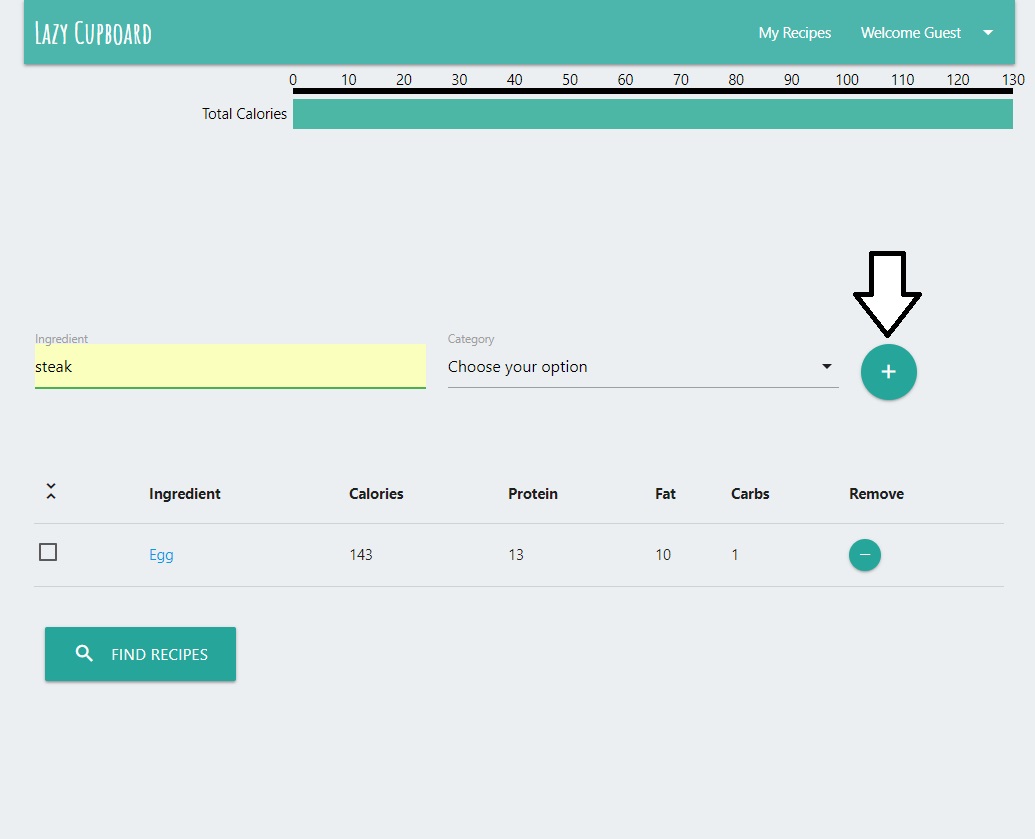 Lazy Cupboard My Recipes Welcome Guest
0 10 20 30 40 50 60 70 80 90 100 110 120 130
Total Calories
Ingredient Category
steak Choose your option +
Ingredient Calories Protein Fat Carbs Remove
Egg 143 13 10 1
FIND RECIPES